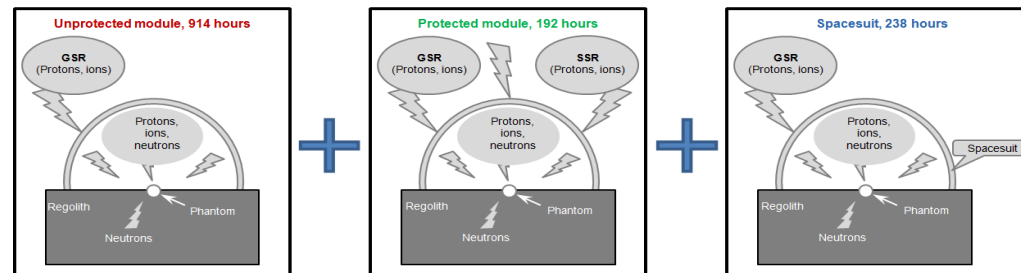 Unprotected module, 914 hours
GSR
(Protons, ions)
Protons,
ions,
neutrons
Regolith
Phantom
Neutrons
Protected module, 192 hours
GSR
(Protons, ions)
SSR
(Protons, ions)
Protons,
ions,
neutrons
Regolith
Phantom
Neutrons
Spacesuit, 238 hours
GSR
(Protons, ions)
Protons,
ions,
neutrons
Spacesuit
Regolith
Phantom
Neutrons